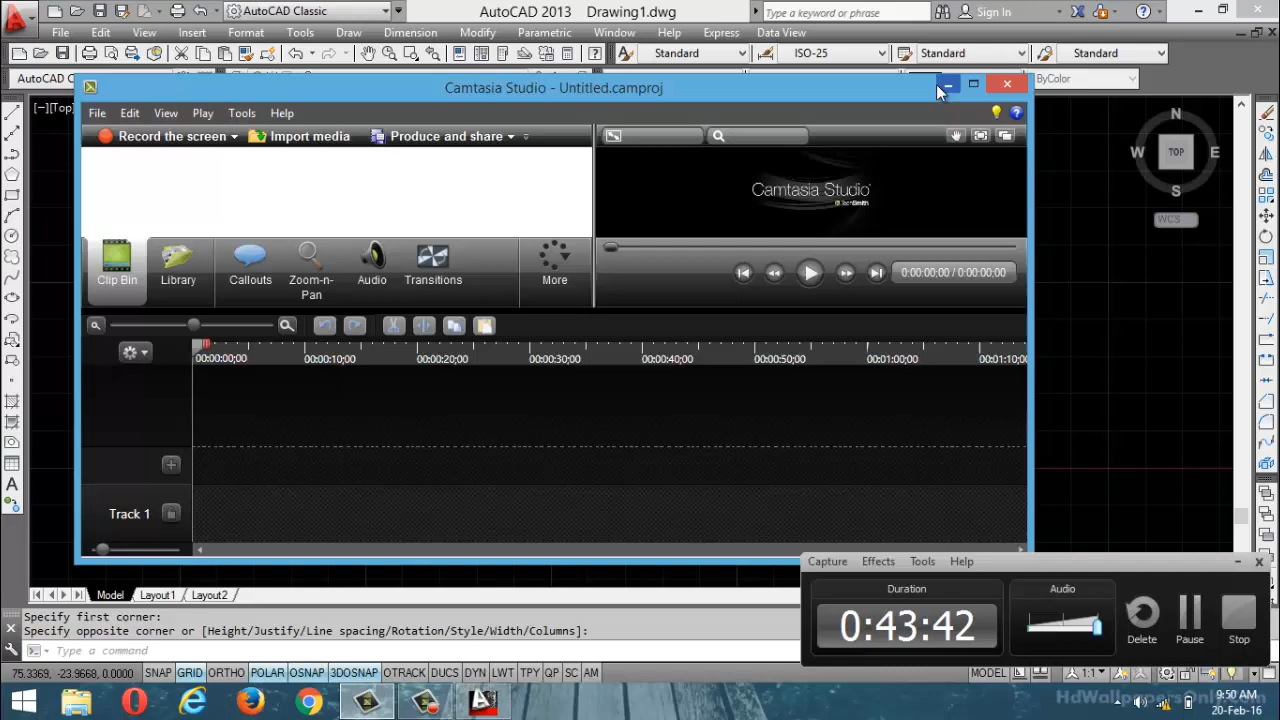 AutoCAD Classic
AutoCAD 2013 Drawing1.dwg
Type a keyword or phrase
Sign In
File Edit View Insert Format Tools Draw Dimension Modify Parametric Window Help Express Data View
Standard ISO-25 Standard Standard
AutoCAD C
ByColor
[−][Top]
Camtasia Studio - Untitled.camproj
File Edit View Play Tools Help
Record the screen Import media Produce and share
Camtasia Studio
TechSmith
N
W TOP E
S
WCS
Clip Bin Library Callouts Zoom-n-Pan Audio Transitions More
0:00:00;00 / 0:00:00;00
00:00:00;00 00:00:10;00 00:00:20;00 00:00:30;00 00:00:40;00 00:00:50;00 00:01:00;00 00:01:10;00
Track 1
Capture Effects Tools Help
Duration Audio
0:43:42
Delete Pause Stop
Model Layout1 Layout2
Specify first corner:
Specify opposite corner or [Height/Justify/Line spacing/Rotation/Style/Width/Columns]:
Type a command
75.3369, -23.9668, 0.0000 SNAP GRID ORTHO POLAR OSNAP 3DOSNAP OTRACK DUCS DYN LWT TPY QP SC AM MODEL 1:1
HdWallpapersOnly.com
9:50 AM
20-Feb-16